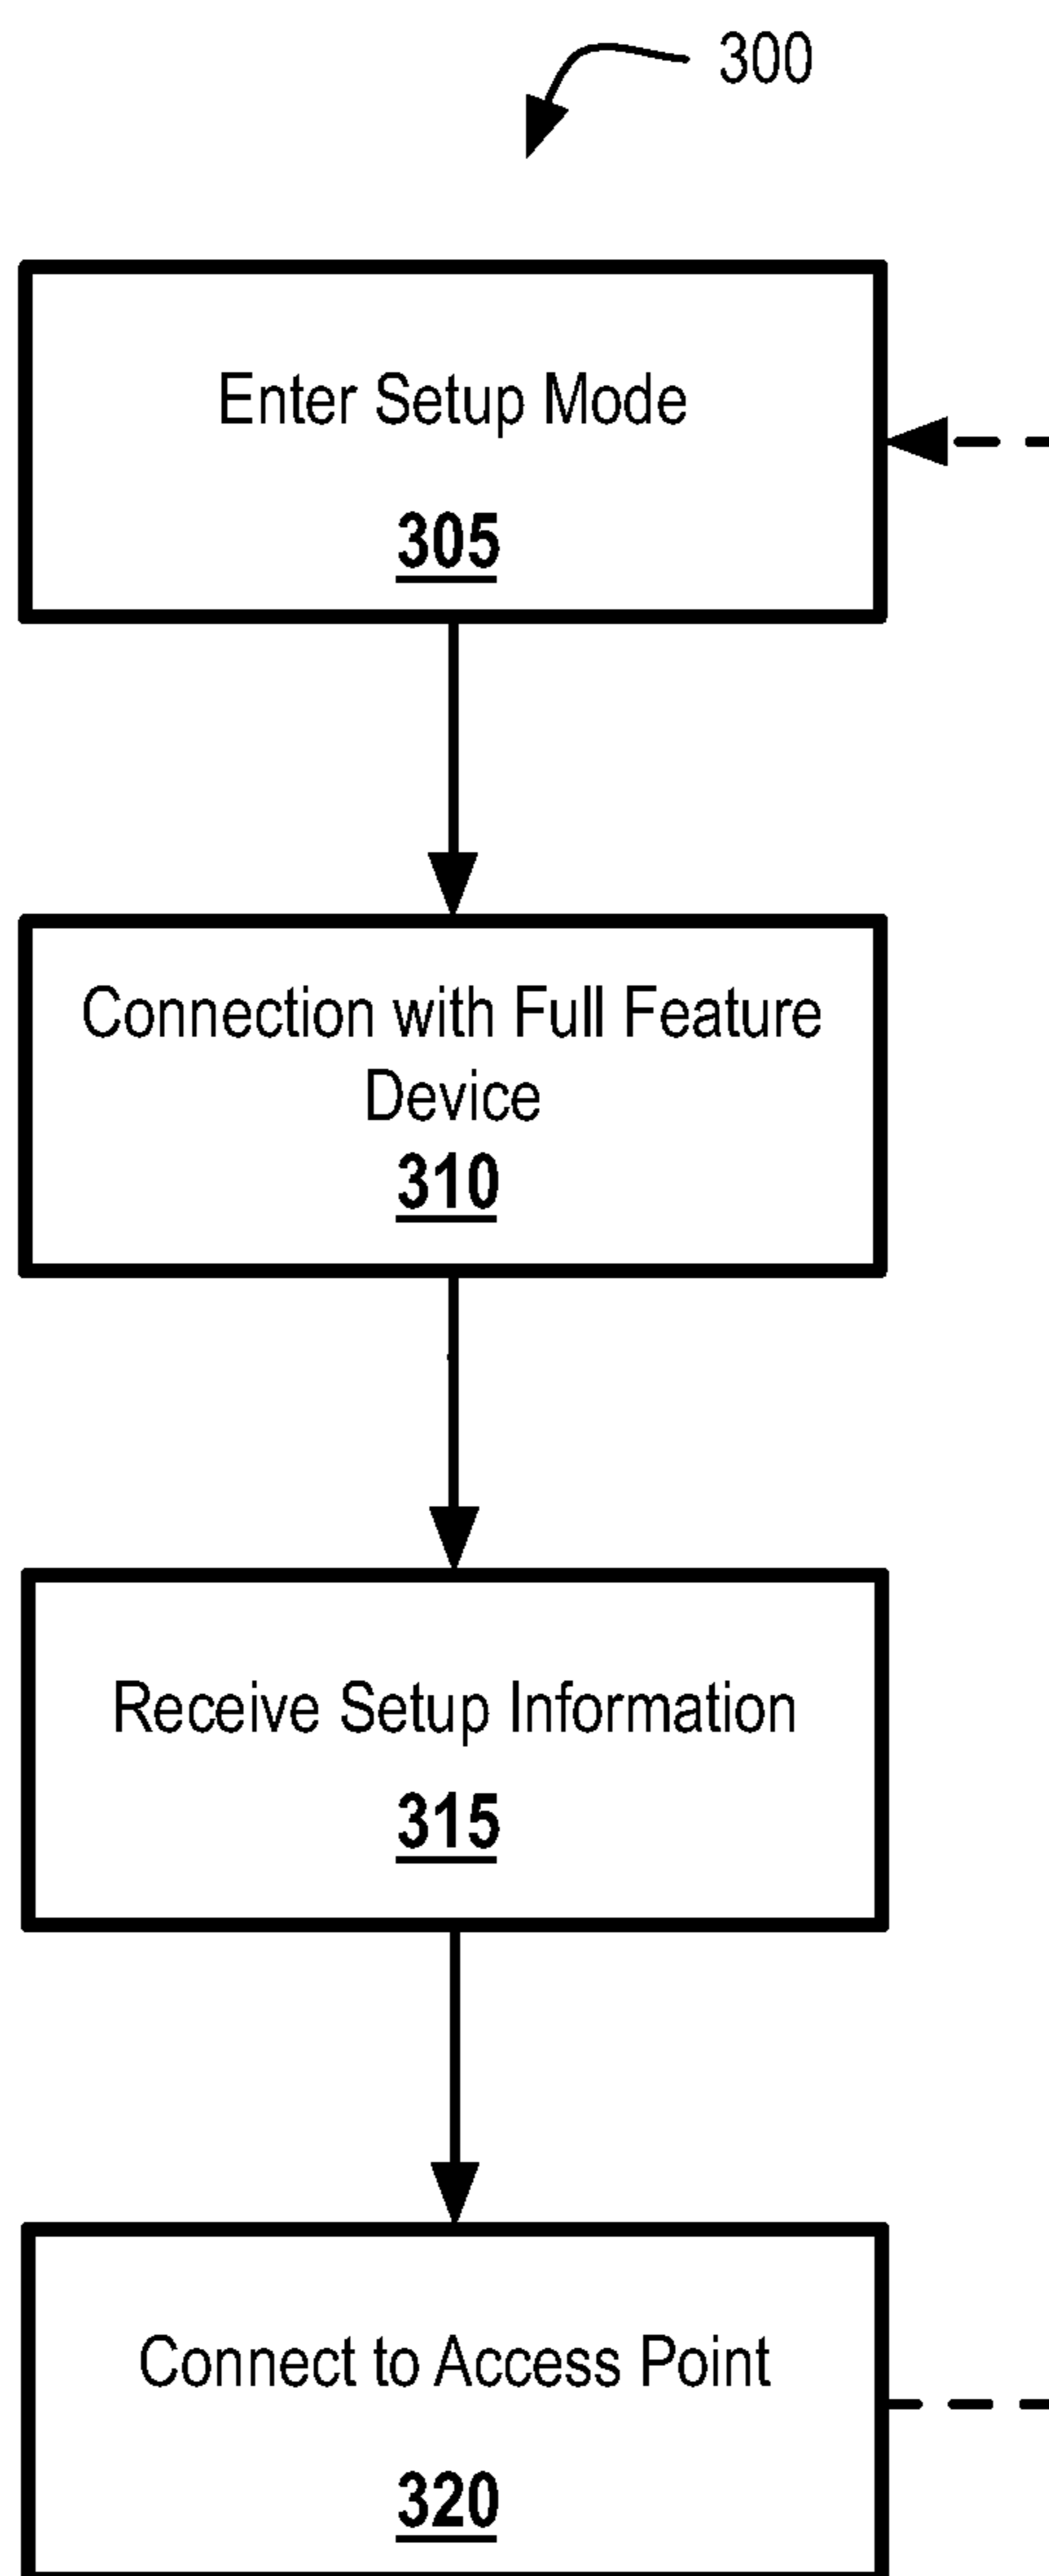 300
Enter Setup Mode
305
Connection with Full Feature
Device
310
Receive Setup Information
315
Connect to Access Point
320